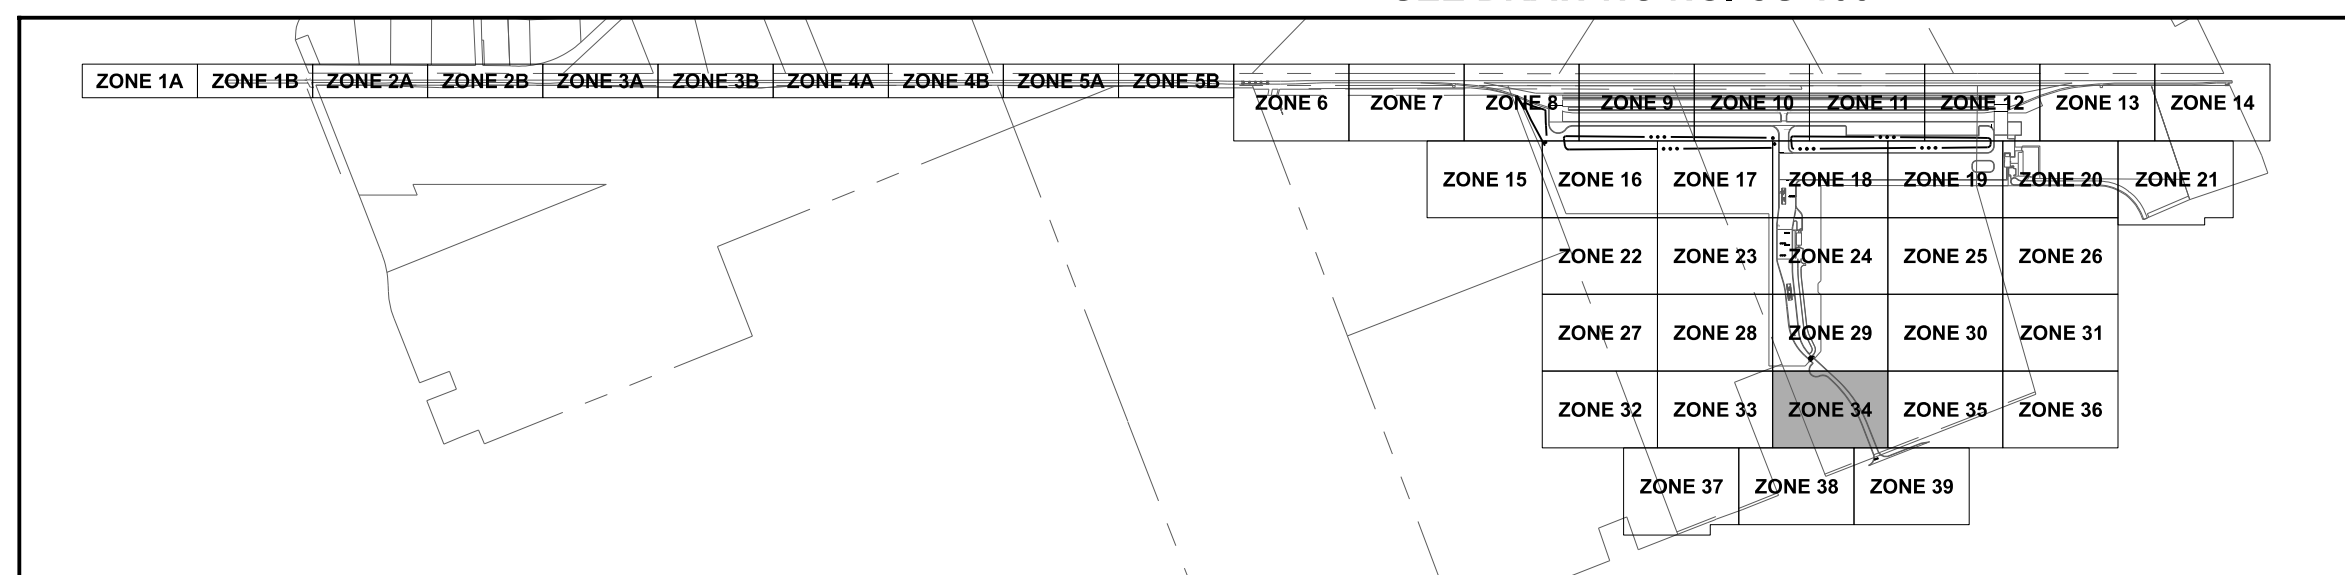 ZONE 1A ZONE 1B ZONE 2A ZONE 2B ZONE 3A ZONE 3B ZONE 4A ZONE 4B ZONE 5A ZONE 5B
ZONE 6 ZONE 7 ZONE 8 ZONE 9 ZONE 10 ZONE 11 ZONE 12 ZONE 13 ZONE 14
ZONE 15 ZONE 16 ZONE 17 ZONE 18 ZONE 19 ZONE 20 ZONE 21
ZONE 22 ZONE 23 ZONE 24 ZONE 25 ZONE 26
ZONE 27 ZONE 28 ZONE 29 ZONE 30 ZONE 31
ZONE 32 ZONE 33 ZONE 34 ZONE 35 ZONE 36
ZONE 37 ZONE 38 ZONE 39